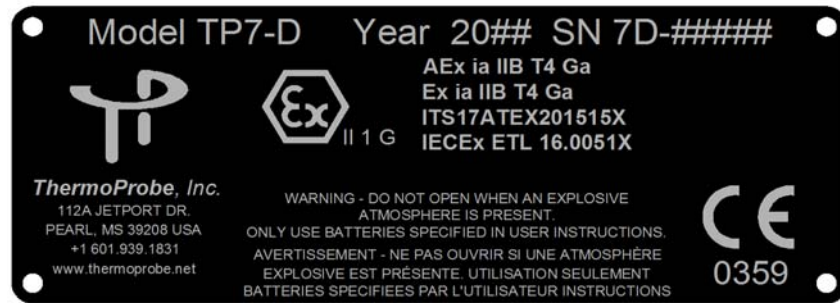 Model TP7-D Year 20## SN 7D-#####
AEx ia IIB T4 Ga
Ex ia IIB T4 Ga
ITS17ATEX201515X
IECEx ETL 16.0051X
Ex
II 1 G
ThermoProbe, Inc.
112A JETPORT DR.
PEARL, MS 39208 USA
+1 601.939.1831
www.thermoprobe.net
WARNING - DO NOT OPEN WHEN AN EXPLOSIVE
ATMOSPHERE IS PRESENT.
ONLY USE BATTERIES SPECIFIED IN USER INSTRUCTIONS.
AVERTISSEMENT - NE PAS OUVRIR SI UNE ATMOSPHÈRE
EXPLOSIVE EST PRÉSENTE. UTILISATION SEULEMENT
BATTERIES SPECIFIEES PAR L'UTILISATEUR INSTRUCTIONS
CE
0359